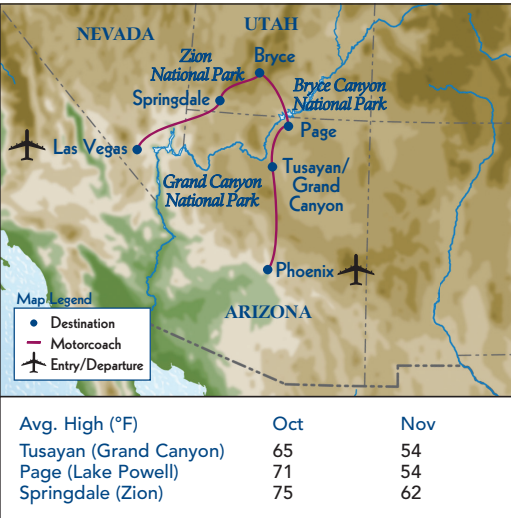 NEVADA
UTAH
Zion
National Park
Bryce
Bryce Canyon
National Park
Springdale
Page
Las Vegas
Tusayan/
Grand
Canyon
Grand Canyon
National Park
Phoenix
ARIZONA
Map Legend
Destination
Motorcoach
Entry/Departure
Avg. High (°F) Oct Nov
Tusayan (Grand Canyon) 65 54
Page (Lake Powell) 71 54
Springdale (Zion) 75 62